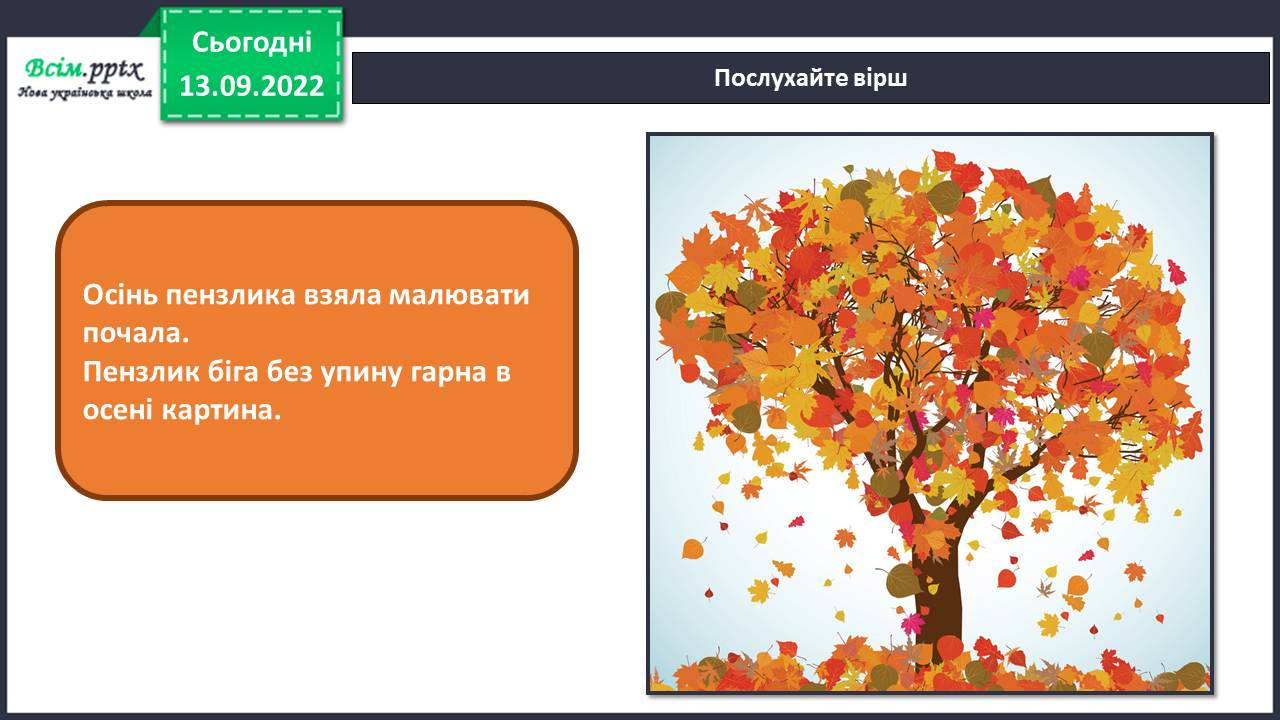 Сьогодні
13.09.2022
Всім.pptx
Нова українська школа
Послухайте вірш
Осінь пензлика взяла малювати
почала.
Пензлик біга без упину гарна в
осені картина.